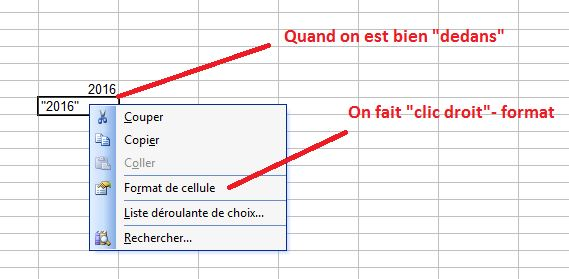 Quand on est bien "dedans"
2016
"2016"
Couper
On fait "clic droit"- format
Copier
Coller
Format de cellule
Liste déroulante de choix...
Rechercher...